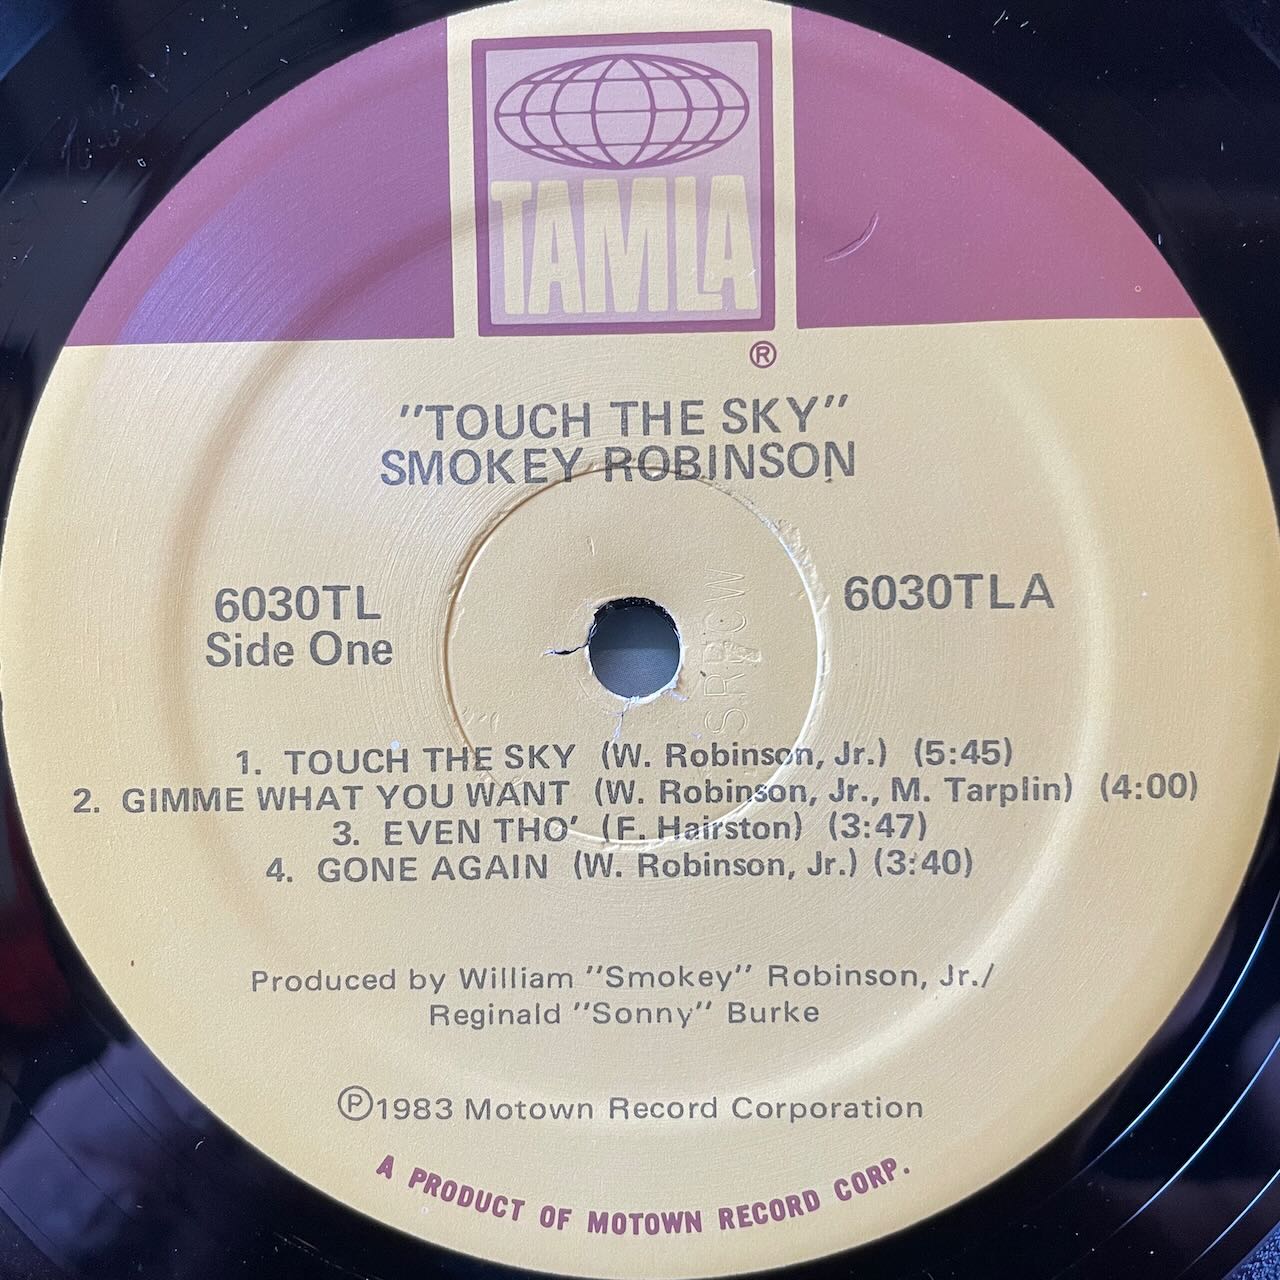 TAMLA
®
"TOUCH THE SKY"
SMOKEY ROBINSON
6030TL
Side One
6030TLA
SRPCW
1. TOUCH THE SKY (W. Robinson, Jr.) (5:45)
2. GIMME WHAT YOU WANT (W. Robinson, Jr., M. Tarplin) (4:00)
3. EVEN THO' (F. Hairston) (3:47)
4. GONE AGAIN (W. Robinson, Jr.) (3:40)
Produced by William "Smokey" Robinson, Jr./
Reginald "Sonny" Burke
Ⓟ1983 Motown Record Corporation
A PRODUCT OF MOTOWN RECORD CORP.